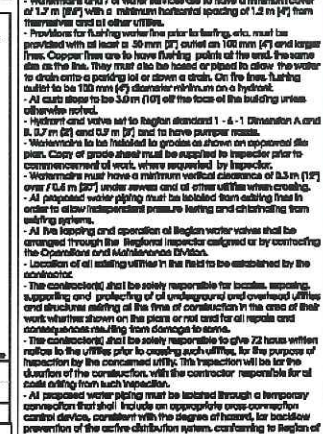 - Watermains and / or water services are to have a minimum cover
of 1.7 m with a minimum horizontal spacing of 1.2 m [4'] from
themselves and all other utilities.
- Provisions for flushing water line prior to testing, etc. must be
provided with at least a 50 mm [2"] outlet on 100 mm [4"] and larger
lines. Copper lines are to have flushing points at the end, the same
size as the line. They must also be hosed or piped to allow the water
to drain onto a parking lot or down a drain. On fire lines, flushing
outlet to be 100 mm [4"] diameter minimum on a hydrant.
- All curb stops to be 3.0 m [10'] off the face of the building unless
otherwise noted.
- Hydrant and valve set to Region standard 1 - 6 - 1 Dimension A and
B, 0.7 m [2'] and 0.9 m [3'] and to have pumper nozzle.
- Watermains to be installed to grades as shown on approved site
plan. Copy of grade sheet must be supplied to inspector prior to
commencement of work, where requested by inspector.
- Watermains must have a minimum vertical clearance of 0.3 m [12"]
over / 0.5 m [20"] under sewers and all other utilities when crossing.
- All proposed water piping must be isolated from existing lines in
order to allow independent pressure testing and chlorinating from
existing systems.
- All live tapping and operation of Region water valves shall be
arranged through the Regional Inspector assigned or by contacting
the Operations and Maintenance Division.
- Location of all existing utilities in the field to be established by the
contractor.
- The contractor(s) shall be solely responsible for locates, exposing,
supporting and protecting of all underground and overhead utilities
and structures existing at the time of construction in the area of their
work whether shown on the plans or not and for all repairs and
consequences resulting from damage to same.
- The contractor(s) shall be solely responsible to give 72 hours written
notice to the utilities prior to crossing such utilities, for the purpose of
inspection by the concerned utility. This inspection will be for the
duration of the construction, with the contractor responsible for all
costs arising from such inspection.
- All proposed water piping must be isolated through a temporary
connection that shall include an appropriate cross-connection
control device, consistent with the degree of hazard, for backflow
prevention of the active distribution system, conforming to Region of